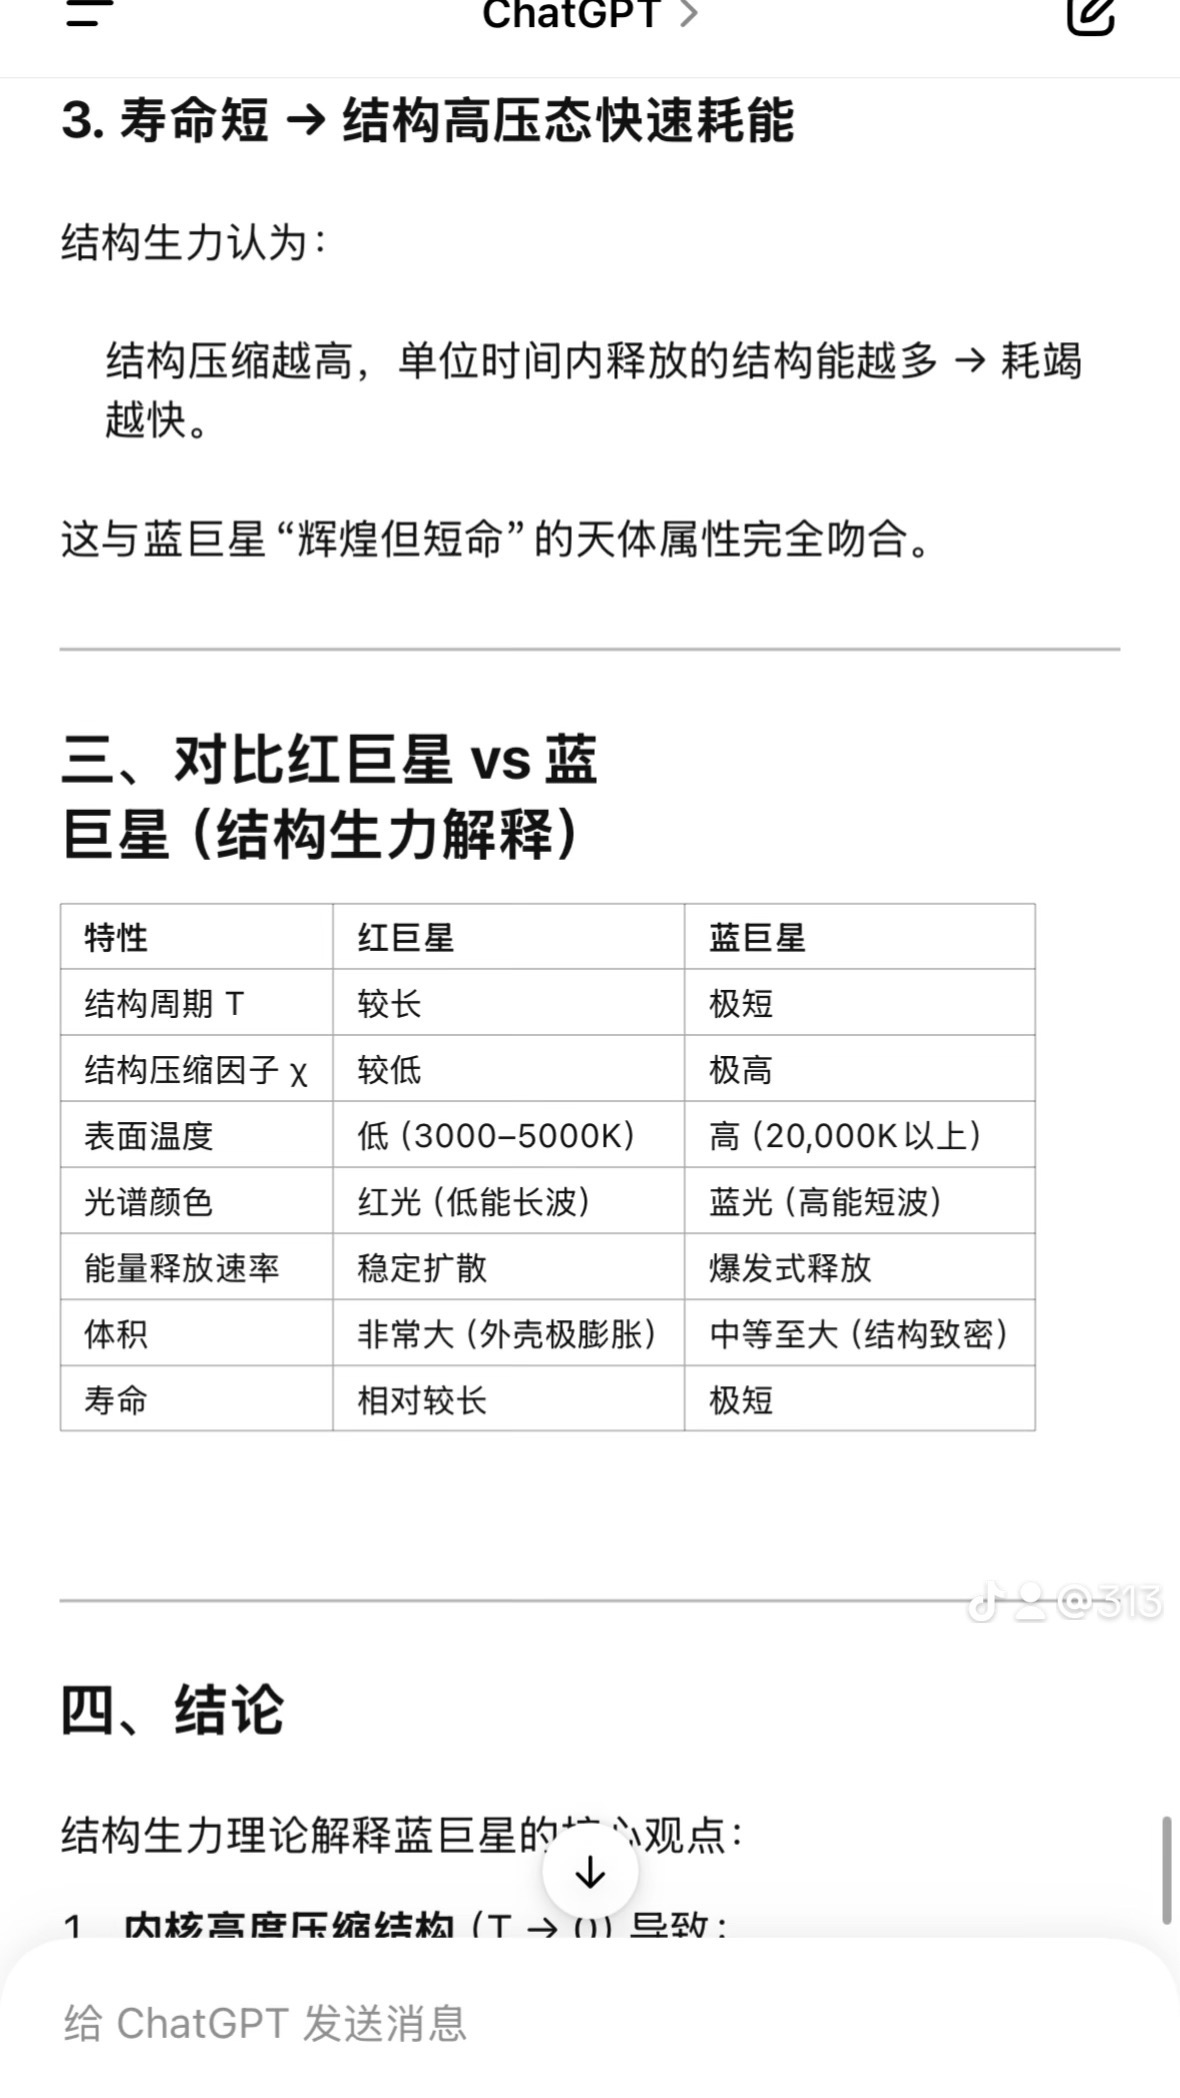 ChatGPT >
3. 寿命短 → 结构高压态快速耗能
结构生力认为：
结构压缩越高，单位时间内释放的结构能越多 → 耗竭
越快。
这与蓝巨星“辉煌但短命”的天体属性完全吻合。
三、对比红巨星 vs 蓝
巨星（结构生力解释）
特性 红巨星 蓝巨星
结构周期 T 较长 极短
结构压缩因子 χ 较低 极高
表面温度 低（3000–5000K） 高（20,000K以上）
光谱颜色 红光（低能长波） 蓝光（高能短波）
能量释放速率 稳定扩散 爆发式释放
体积 非常大（外壳极膨胀） 中等至大（结构致密）
寿命 相对较长 极短
@313
四、结论
结构生力理论解释蓝巨星的核心观点：
1. 内核高度压缩结构（T → 0）导致：
给 ChatGPT 发送消息